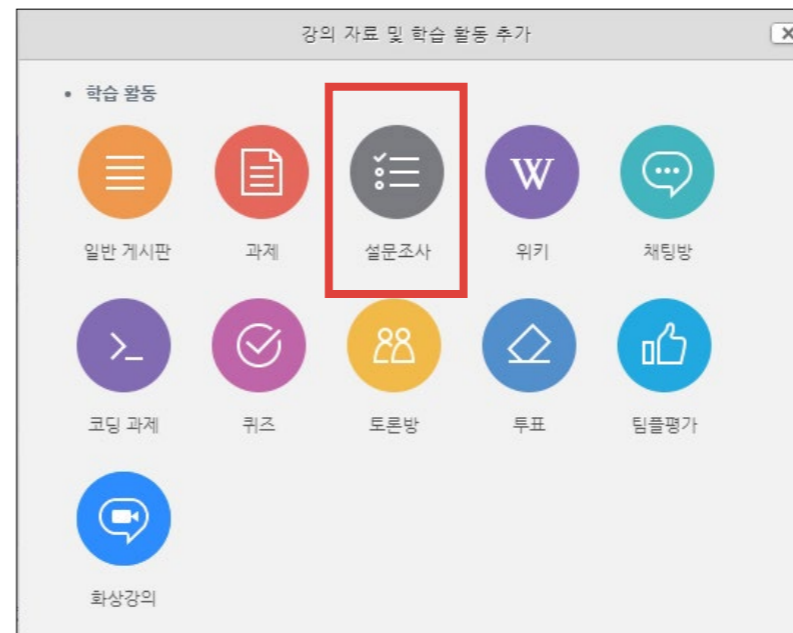 강의 자료 및 학습 활동 추가
학습 활동
일반 게시판
과제
설문조사
W
위키
채팅방
코딩 과제
퀴즈
토론방
투표
팀플평가
화상강의